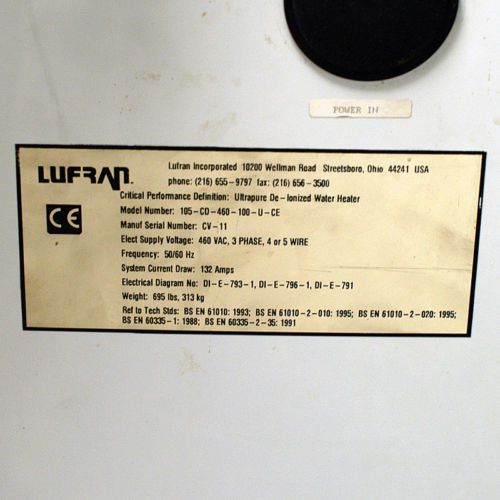 POWER IN
LUFRAN
Lufran Incorporated 10200 Wellman Road Streetsboro, Ohio 44241 USA
phone: (216) 655-9797 fax: (216) 656-3500
Critical Performance Definition: Ultrapure De-Ionized Water Heater
Model Number: 105-CD-460-100-U-CE
CE
Manuf Serial Number: CV-11
Elect Supply Voltage: 460 VAC, 3 PHASE, 4 or 5 WIRE
Frequency: 50/60 Hz
System Current Draw: 132 Amps
Electrical Diagram No: DI-E-793-1, DI-E-796-1, DI-E-791
Weight: 695 lbs, 313 kg
Ref to Tech Stds: BS EN 61010: 1993; BS EN 61010-2-010: 1995; BS EN 61010-2-020: 1995;
BS EN 60335-1: 1988; BS EN 60335-2-35: 1991